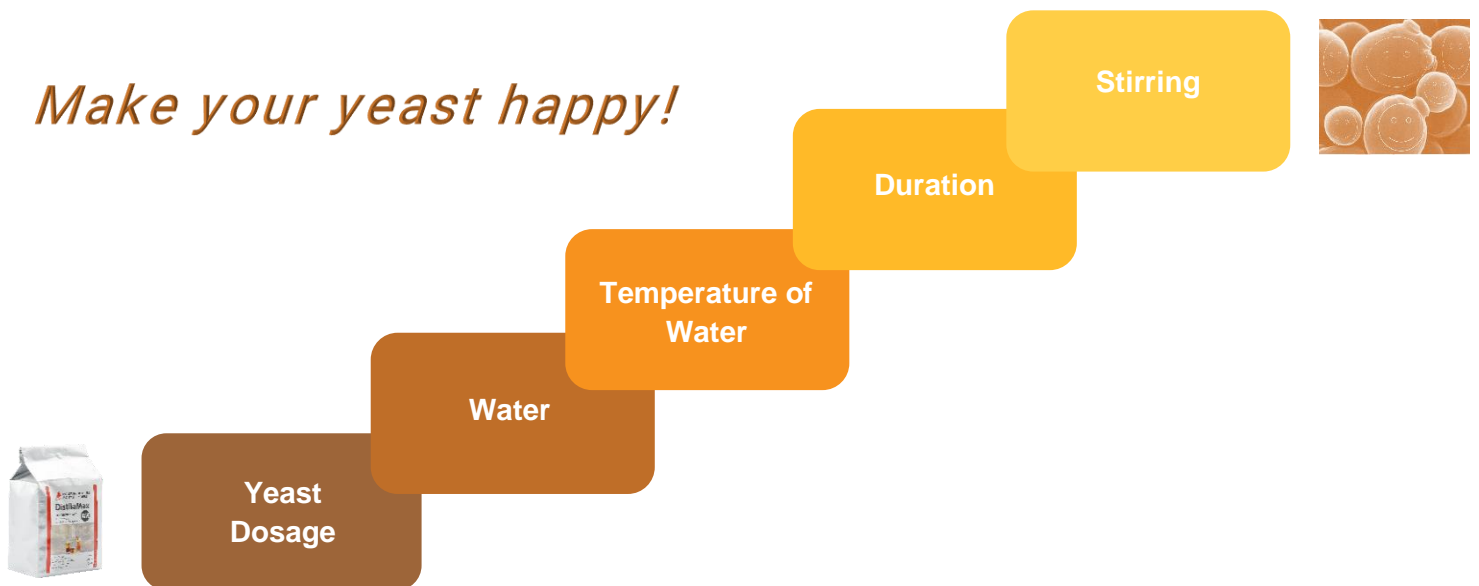 Make your yeast happy!
Stirring
Duration
Temperature of
Water
Water
Yeast
Dosage
DistilaMax